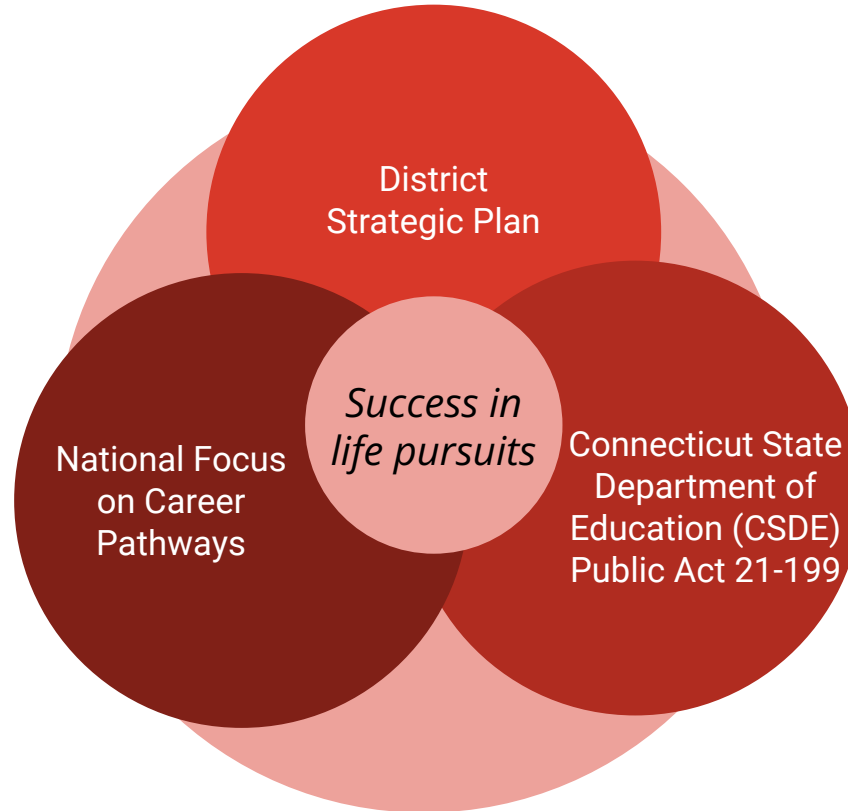 District
Strategic Plan
Success in
life pursuits
National Focus
on Career
Pathways
Connecticut State
Department of
Education (CSDE)
Public Act 21-199